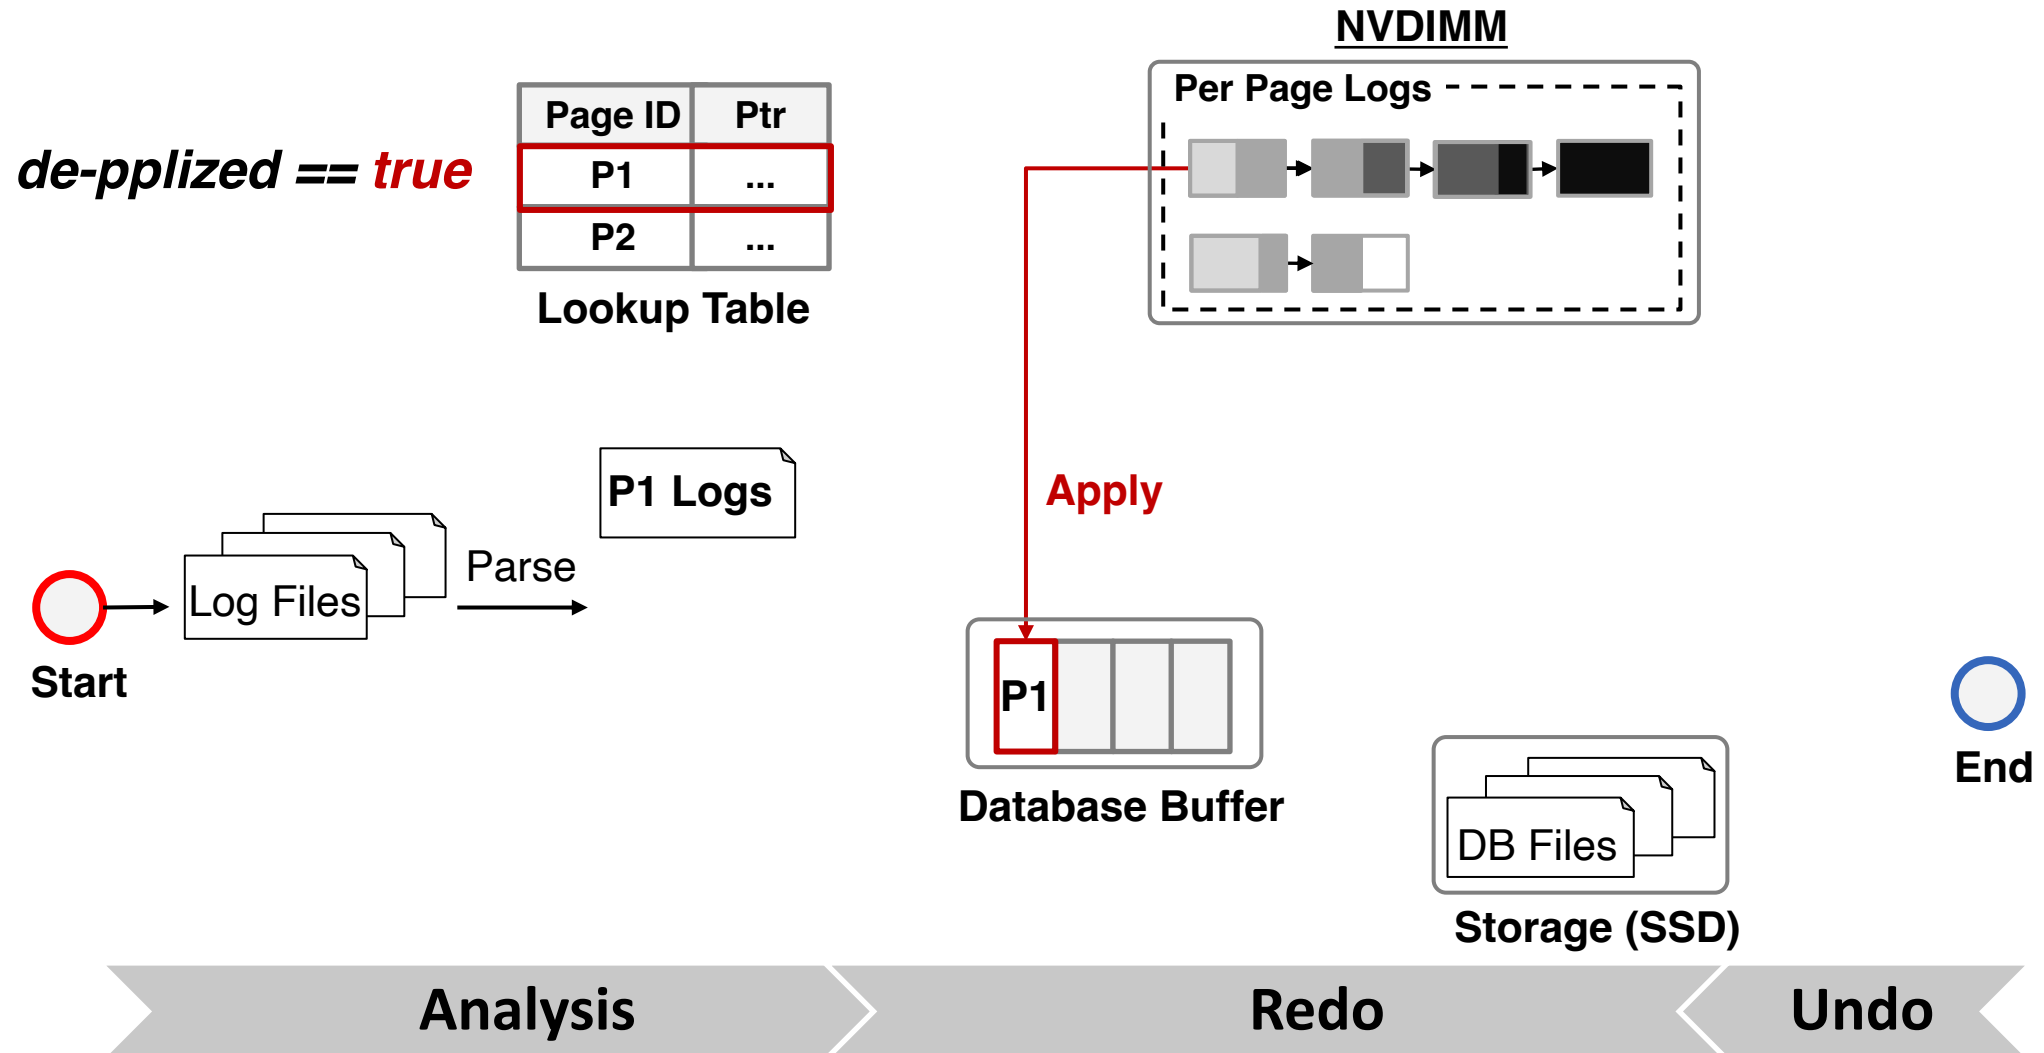 NVDIMM
Per Page Logs
Page ID Ptr
de-pplized == true
P1 ...
P2 ...
Lookup Table
P1 Logs
Apply
Parse
Log Files
Start
P1
End
Database Buffer
DB Files
Storage (SSD)
Analysis Redo Undo